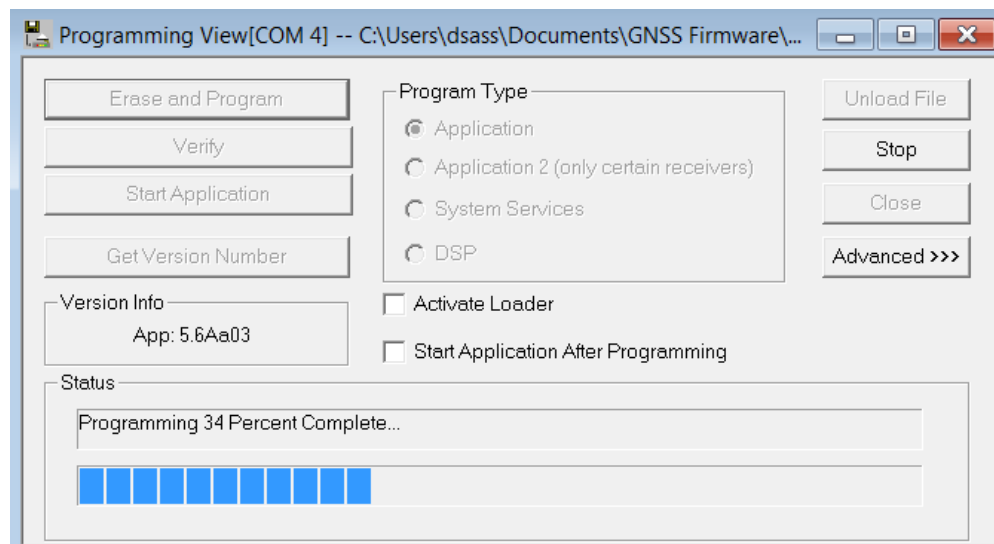 Programming View[COM 4] -- C:\Users\dsass\Documents\GNSS Firmware\...
Erase and Program
Verify
Start Application
Get Version Number
Version Info
App: 5.6Aa03
Program Type
Application
Application 2 (only certain receivers)
System Services
DSP
Activate Loader
Start Application After Programming
Unload File
Stop
Close
Advanced >>>
Status
Programming 34 Percent Complete...